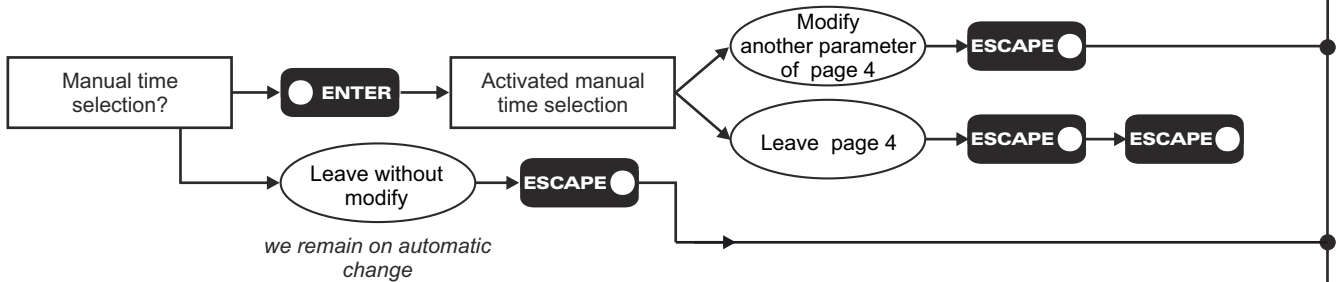 Manual time
selection?
ENTER
Activated manual
time selection
Modify
another parameter
of page 4
ESCAPE
Leave page 4
ESCAPE
ESCAPE
Leave without
modify
ESCAPE
we remain on automatic
change